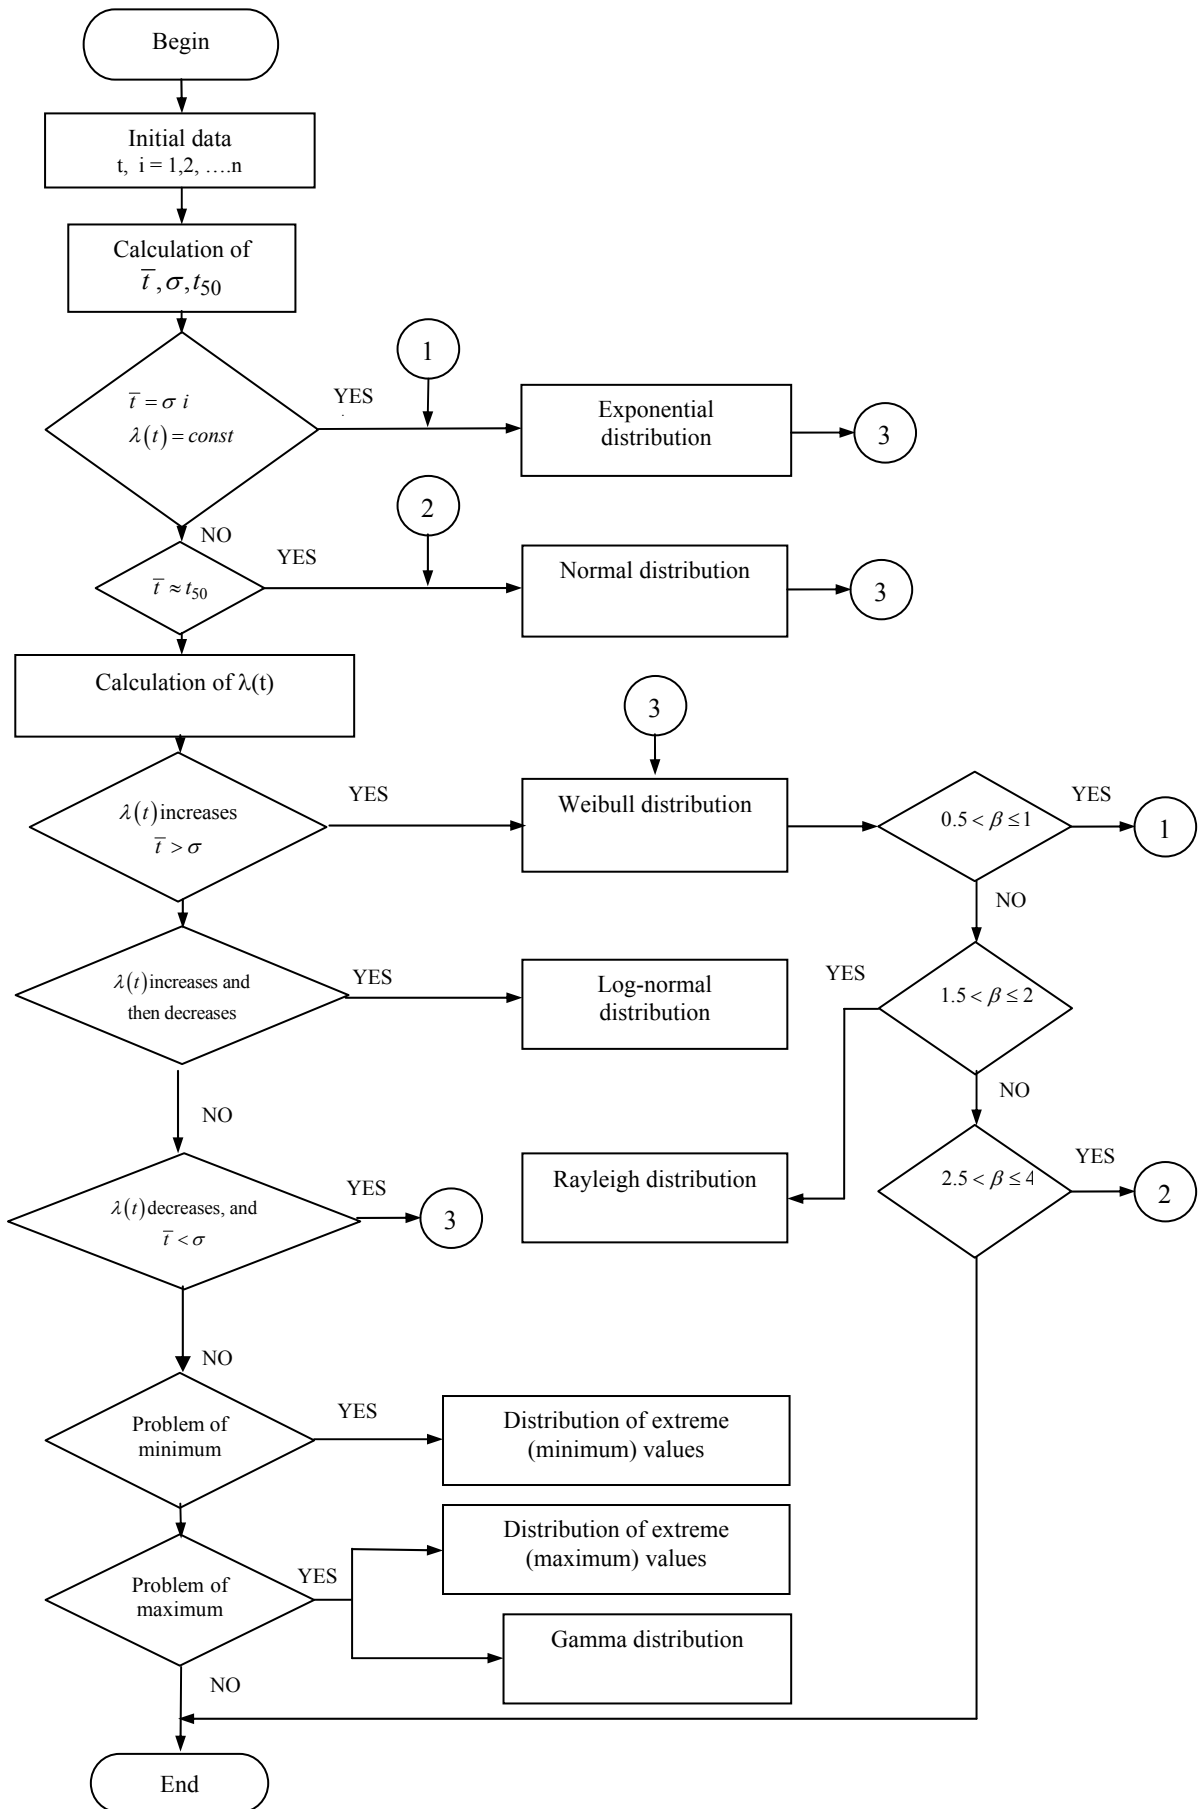 Begin
Initial data
t, i = 1,2, ….n
Calculation of
t̅, σ, t₅₀
1
t̅ = σ i
λ(t) = const
YES
Exponential
distribution
3
NO
2
t̅ ≈ t₅₀
YES
Normal distribution
3
Calculation of λ(t)
3
λ(t) increases
t̅ > σ
YES
Weibull distribution
0.5 < β ≤ 1
YES
1
NO
λ(t) increases and
then decreases
YES
Log-normal
distribution
YES
1.5 < β ≤ 2
NO
NO
λ(t) decreases, and
t̅ < σ
YES
3
Rayleigh distribution
2.5 < β ≤ 4
YES
2
NO
Problem of
minimum
YES
Distribution of extreme
(minimum) values
Problem of
maximum
YES
Distribution of extreme
(maximum) values
Gamma distribution
NO
End